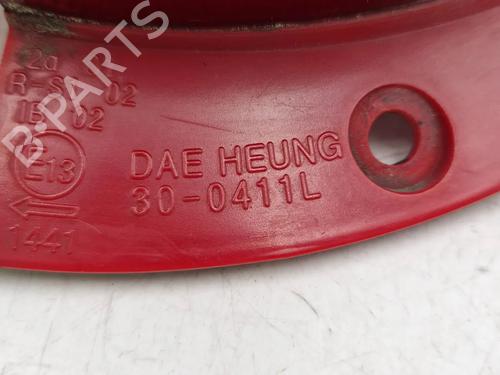 2a
02
02
E13
1441
DAE HEUNG
30-0411L
B-PARTS